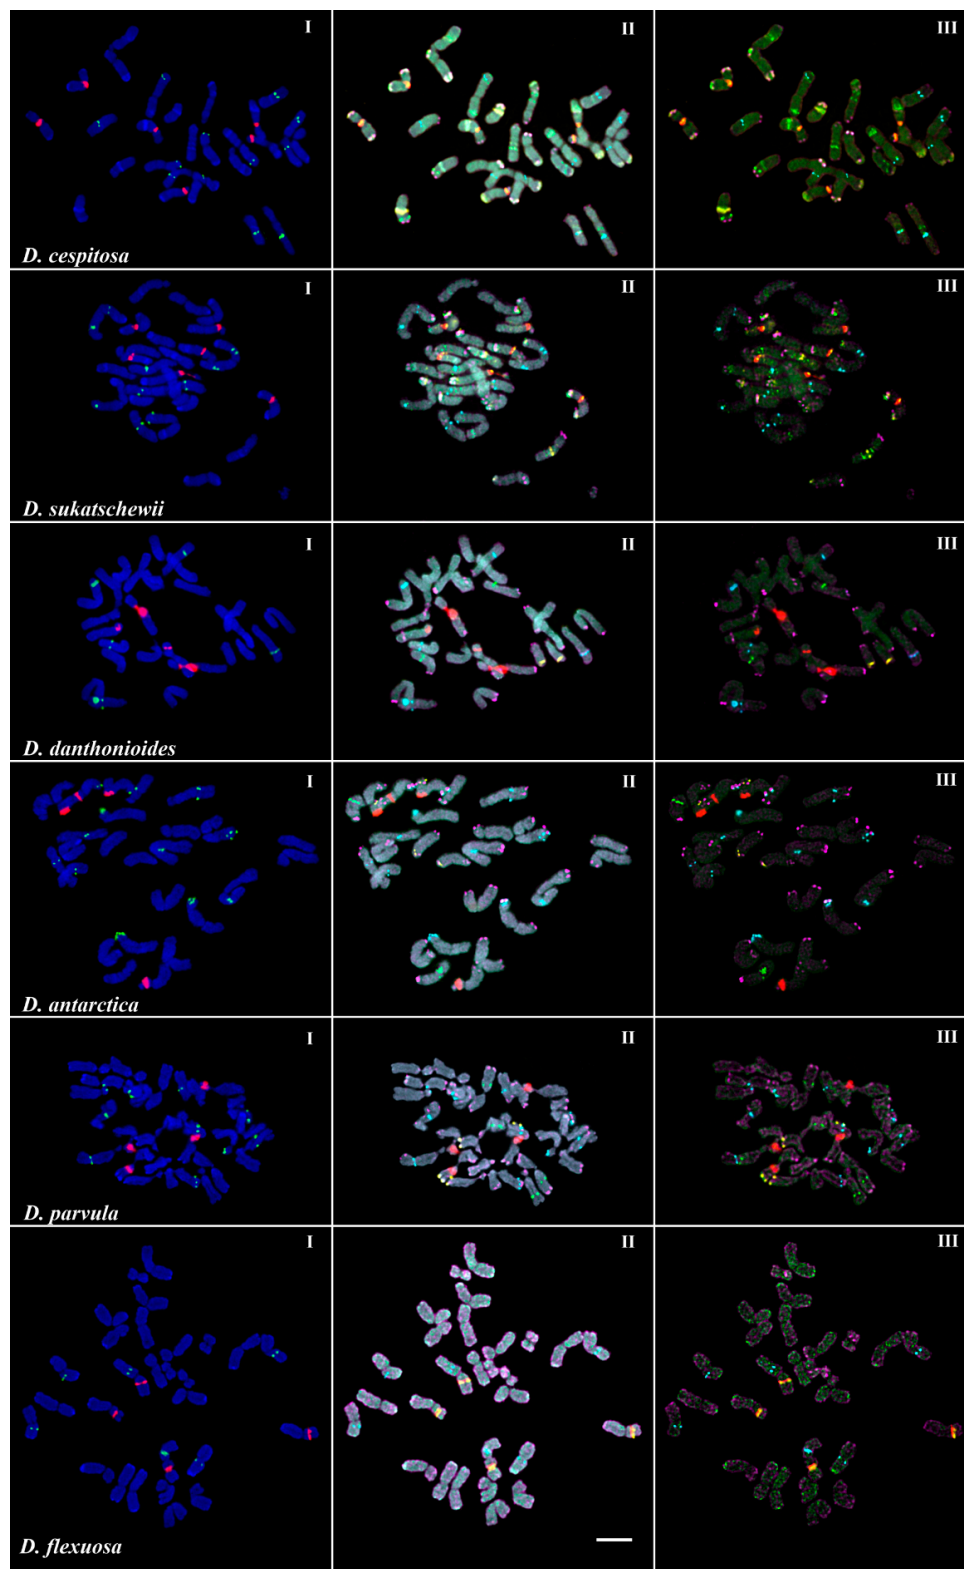 I II III
D. cespitosa
I II III
D. sukatschewii
I II III
D. danthonioides
I II III
D. antarctica
I II III
D. parvula
I II III
D. flexuosa